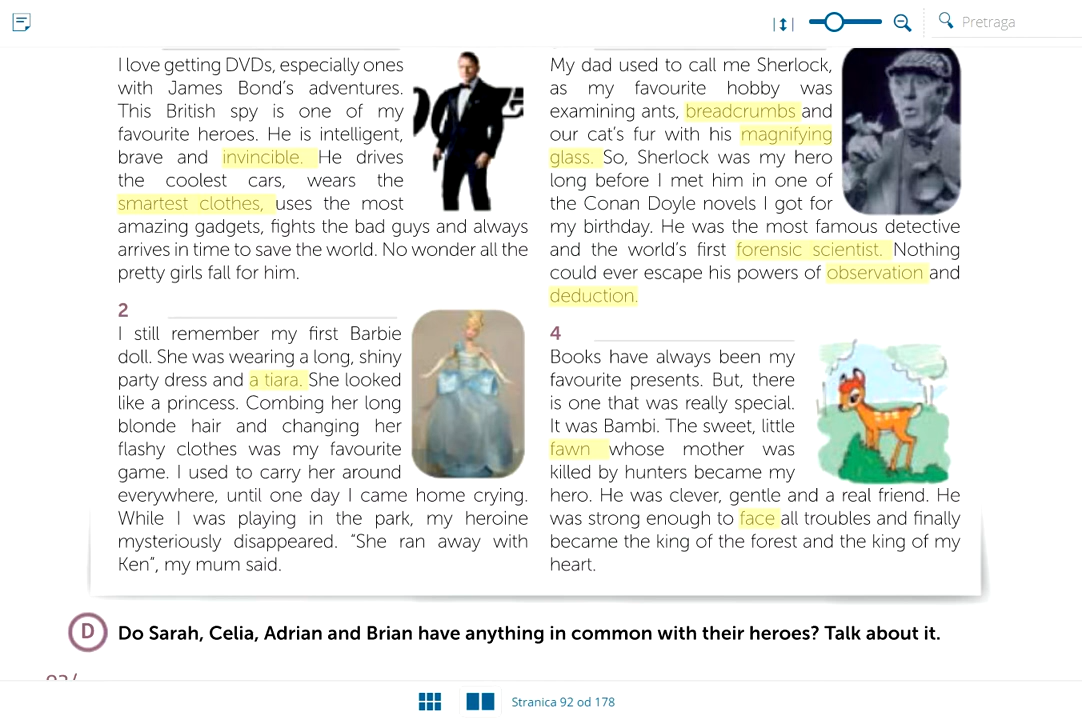 Pretraga
I love getting DVDs, especially ones
with James Bond’s adventures.
This British spy is one of my
favourite heroes. He is intelligent,
brave and invincible. He drives
the coolest cars, wears the
smartest clothes, uses the most
amazing gadgets, fights the bad guys and always
arrives in time to save the world. No wonder all the
pretty girls fall for him.
2
I still remember my first Barbie
doll. She was wearing a long, shiny
party dress and a tiara. She looked
like a princess. Combing her long
blonde hair and changing her
flashy clothes was my favourite
game. I used to carry her around
everywhere, until one day I came home crying.
While I was playing in the park, my heroine
mysteriously disappeared. “She ran away with
Ken”, my mum said.
My dad used to call me Sherlock,
as my favourite hobby was
examining ants, breadcrumbs and
our cat’s fur with his magnifying
glass. So, Sherlock was my hero
long before I met him in one of
the Conan Doyle novels I got for
my birthday. He was the most famous detective
and the world’s first forensic scientist. Nothing
could ever escape his powers of observation and
deduction.
4
Books have always been my
favourite presents. But, there
is one that was really special.
It was Bambi. The sweet, little
fawn whose mother was
killed by hunters became my
hero. He was clever, gentle and a real friend. He
was strong enough to face all troubles and finally
became the king of the forest and the king of my
heart.
D Do Sarah, Celia, Adrian and Brian have anything in common with their heroes? Talk about it.
Stranica 92 od 178